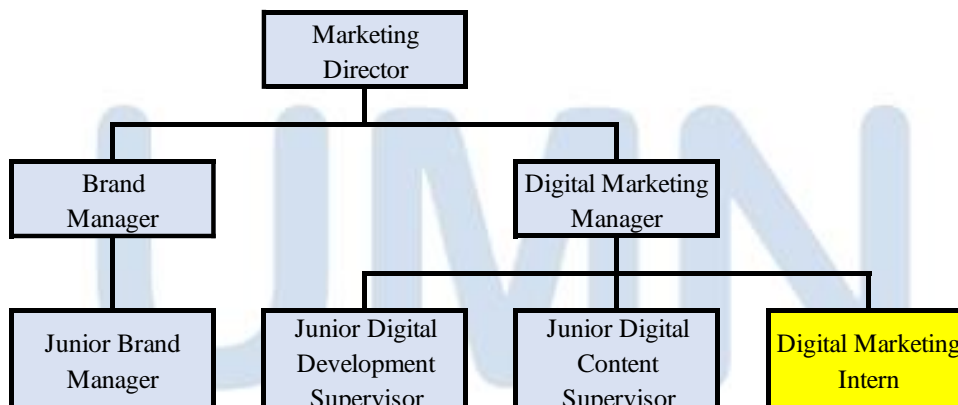 Marketing
Director
Brand
Manager
Digital Marketing
Manager
Junior Brand
Manager
Junior Digital
Development
Supervisor
Junior Digital
Content
Supervisor
Digital Marketing
Intern
UMN